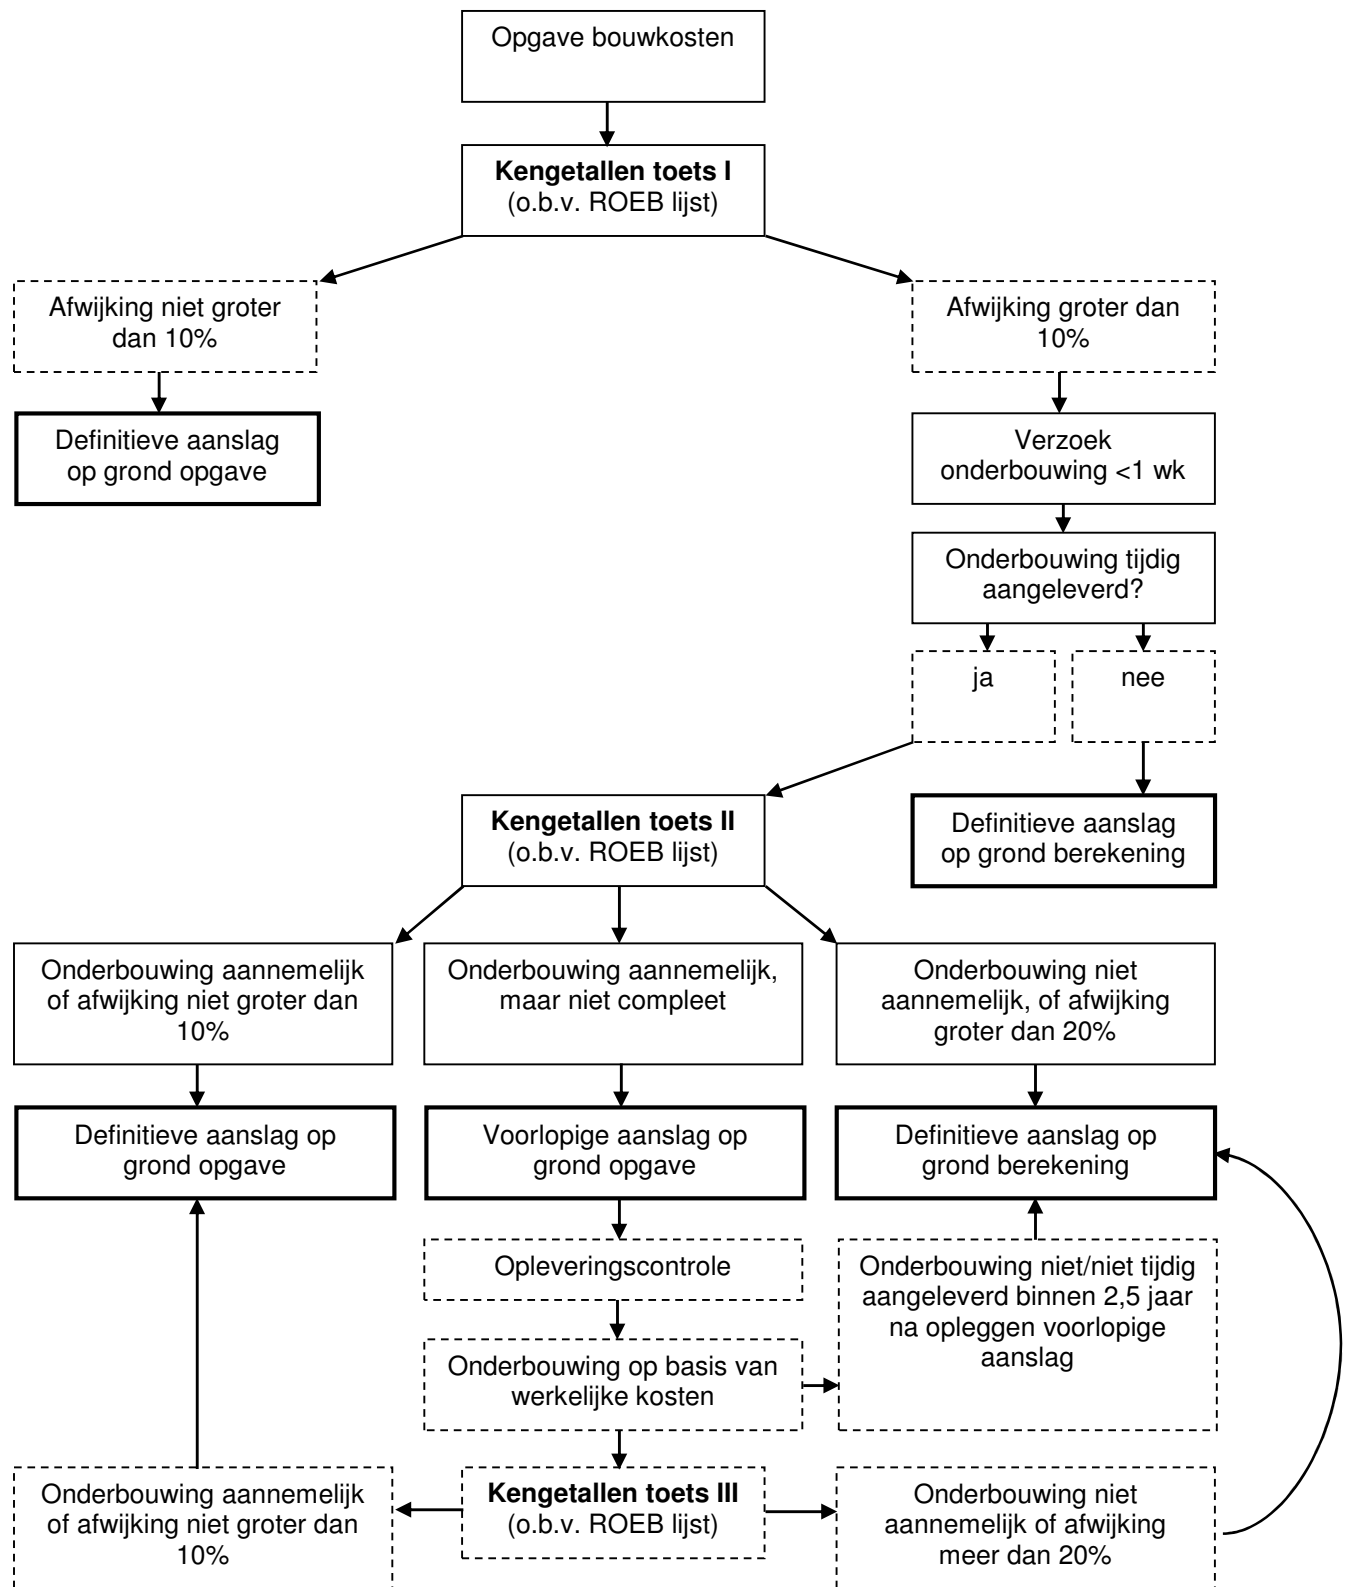 Opgave bouwkosten
Kengetallen toets I
(o.b.v. ROEB lijst)
Afwijking niet groter
dan 10%
Afwijking groter dan
10%
Definitieve aanslag
op grond opgave
Verzoek
onderbouwing <1 wk
Onderbouwing tijdig
aangeleverd?
ja
nee
Kengetallen toets II
(o.b.v. ROEB lijst)
Definitieve aanslag
op grond berekening
Onderbouwing aannemelijk
of afwijking niet groter dan
10%
Onderbouwing aannemelijk,
maar niet compleet
Onderbouwing niet
aannemelijk, of afwijking
groter dan 20%
Definitieve aanslag op
grond opgave
Voorlopige aanslag op
grond opgave
Definitieve aanslag op
grond berekening
Opleveringscontrole
Onderbouwing niet/niet tijdig
aangeleverd binnen 2,5 jaar
na opleggen voorlopige
aanslag
Onderbouwing op basis van
werkelijke kosten
Onderbouwing aannemelijk
of afwijking niet groter dan
10%
Kengetallen toets III
(o.b.v. ROEB lijst)
Onderbouwing niet
aannemelijk of afwijking
meer dan 20%